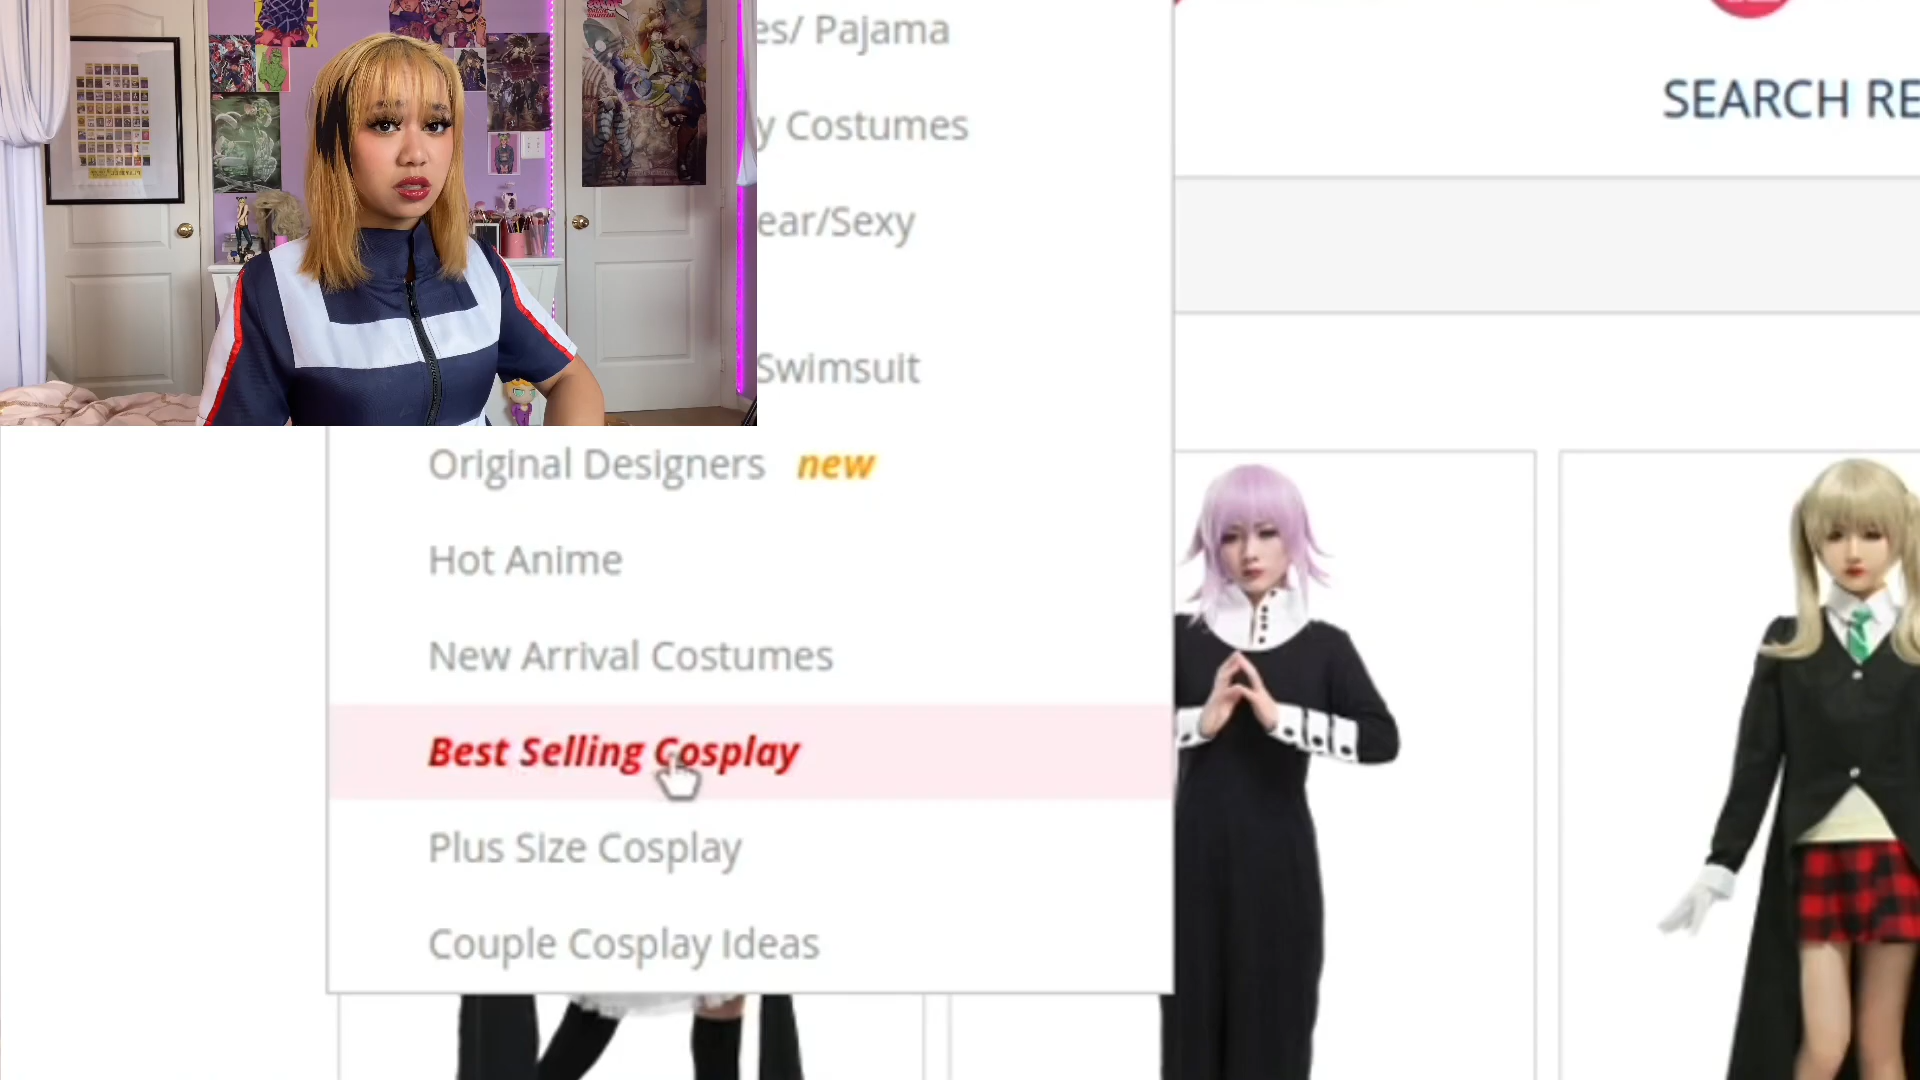 es/ Pajama
y Costumes
ear/Sexy
Swimsuit
Original Designers new
Hot Anime
New Arrival Costumes
Best Selling Cosplay
Plus Size Cosplay
Couple Cosplay Ideas
SEARCH RE